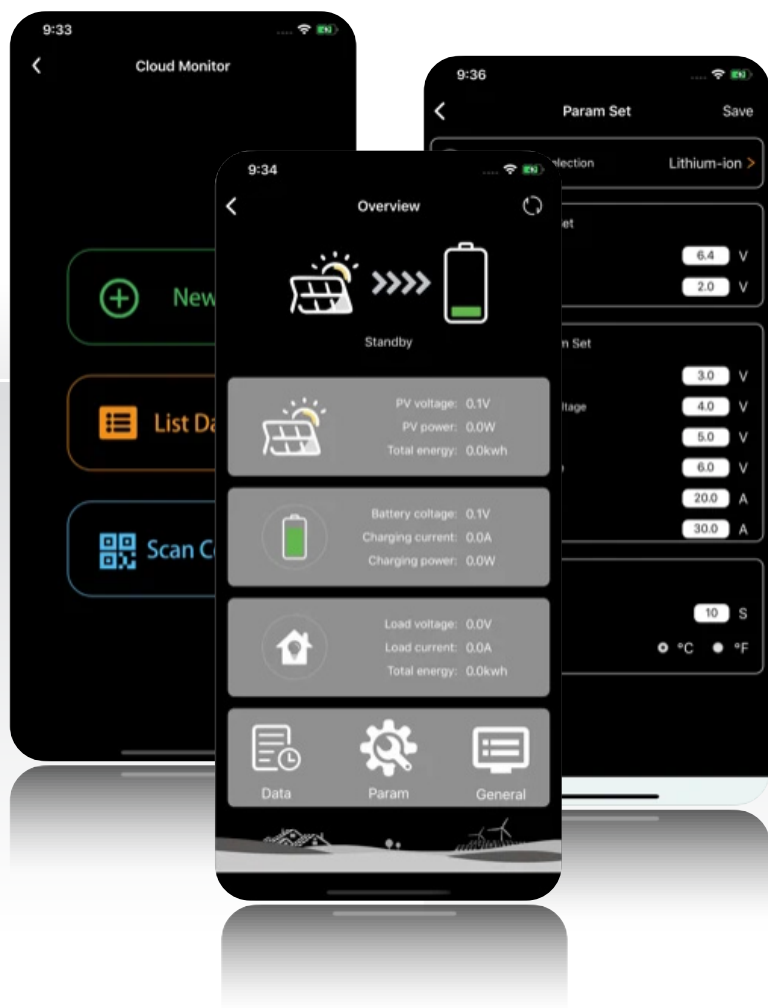 9:33
Cloud Monitor
New
List Da
Scan C
9:34
Overview
Standby
PV voltage: 0.1V
PV power: 0.0W
Total energy: 0.0kwh
Battery coltage: 0.1V
Charging current: 0.0A
Charging power: 0.0W
Load voltage: 0.0V
Load current: 0.0A
Total energy: 0.0kwh
Data Param General
9:36
Param Set Save
election Lithium-ion >
et
6.4 V
2.0 V
m Set
3.0 V
ltage 4.0 V
5.0 V
6.0 V
20.0 A
30.0 A
10 S
°C °F